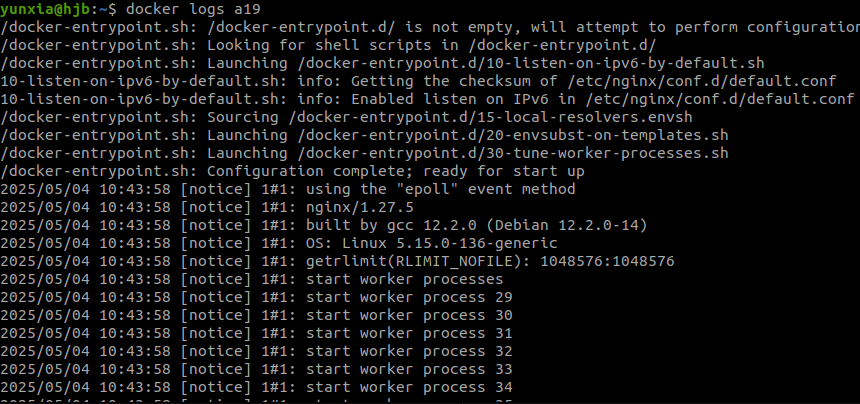 yunxia@hjb:~$ docker logs a19
/docker-entrypoint.sh: /docker-entrypoint.d/ is not empty, will attempt to perform configuration
/docker-entrypoint.sh: Looking for shell scripts in /docker-entrypoint.d/
/docker-entrypoint.sh: Launching /docker-entrypoint.d/10-listen-on-ipv6-by-default.sh
10-listen-on-ipv6-by-default.sh: info: Getting the checksum of /etc/nginx/conf.d/default.conf
10-listen-on-ipv6-by-default.sh: info: Enabled listen on IPv6 in /etc/nginx/conf.d/default.conf
/docker-entrypoint.sh: Sourcing /docker-entrypoint.d/15-local-resolvers.envsh
/docker-entrypoint.sh: Launching /docker-entrypoint.d/20-envsubst-on-templates.sh
/docker-entrypoint.sh: Launching /docker-entrypoint.d/30-tune-worker-processes.sh
/docker-entrypoint.sh: Configuration complete; ready for start up
2025/05/04 10:43:58 [notice] 1#1: using the "epoll" event method
2025/05/04 10:43:58 [notice] 1#1: nginx/1.27.5
2025/05/04 10:43:58 [notice] 1#1: built by gcc 12.2.0 (Debian 12.2.0-14)
2025/05/04 10:43:58 [notice] 1#1: OS: Linux 5.15.0-136-generic
2025/05/04 10:43:58 [notice] 1#1: getrlimit(RLIMIT_NOFILE): 1048576:1048576
2025/05/04 10:43:58 [notice] 1#1: start worker processes
2025/05/04 10:43:58 [notice] 1#1: start worker process 29
2025/05/04 10:43:58 [notice] 1#1: start worker process 30
2025/05/04 10:43:58 [notice] 1#1: start worker process 31
2025/05/04 10:43:58 [notice] 1#1: start worker process 32
2025/05/04 10:43:58 [notice] 1#1: start worker process 33
2025/05/04 10:43:58 [notice] 1#1: start worker process 34